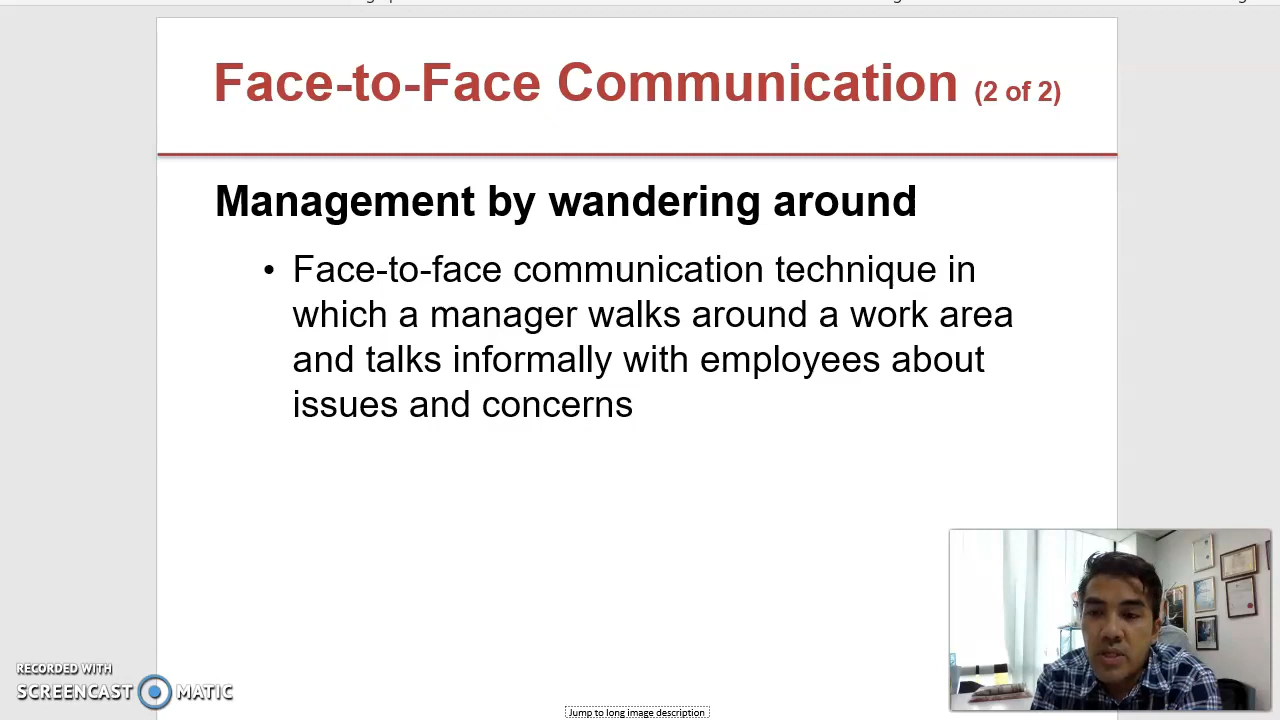 Face-to-Face Communication (2 of 2)
Management by wandering around
• Face-to-face communication technique in
which a manager walks around a work area
and talks informally with employees about
issues and concerns
RECORDED WITH
SCREENCAST MATIC
Jump to long image description